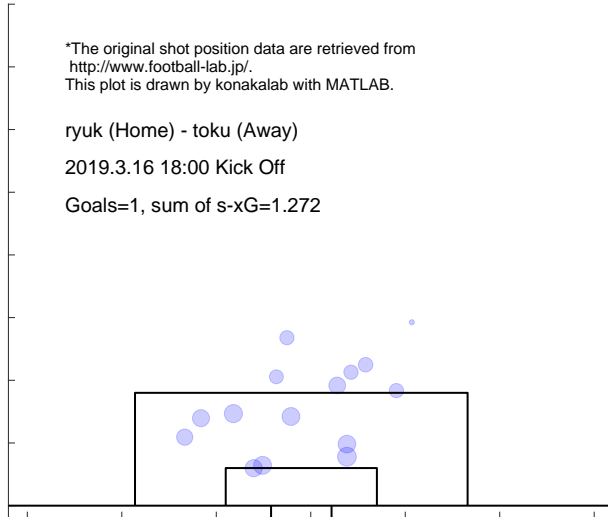 *The original shot position data are retrieved from
http://www.football-lab.jp/.
This plot is drawn by konakalab with MATLAB.
ryuk (Home) - toku (Away)
2019.3.16 18:00 Kick Off
Goals=1, sum of s-xG=1.272